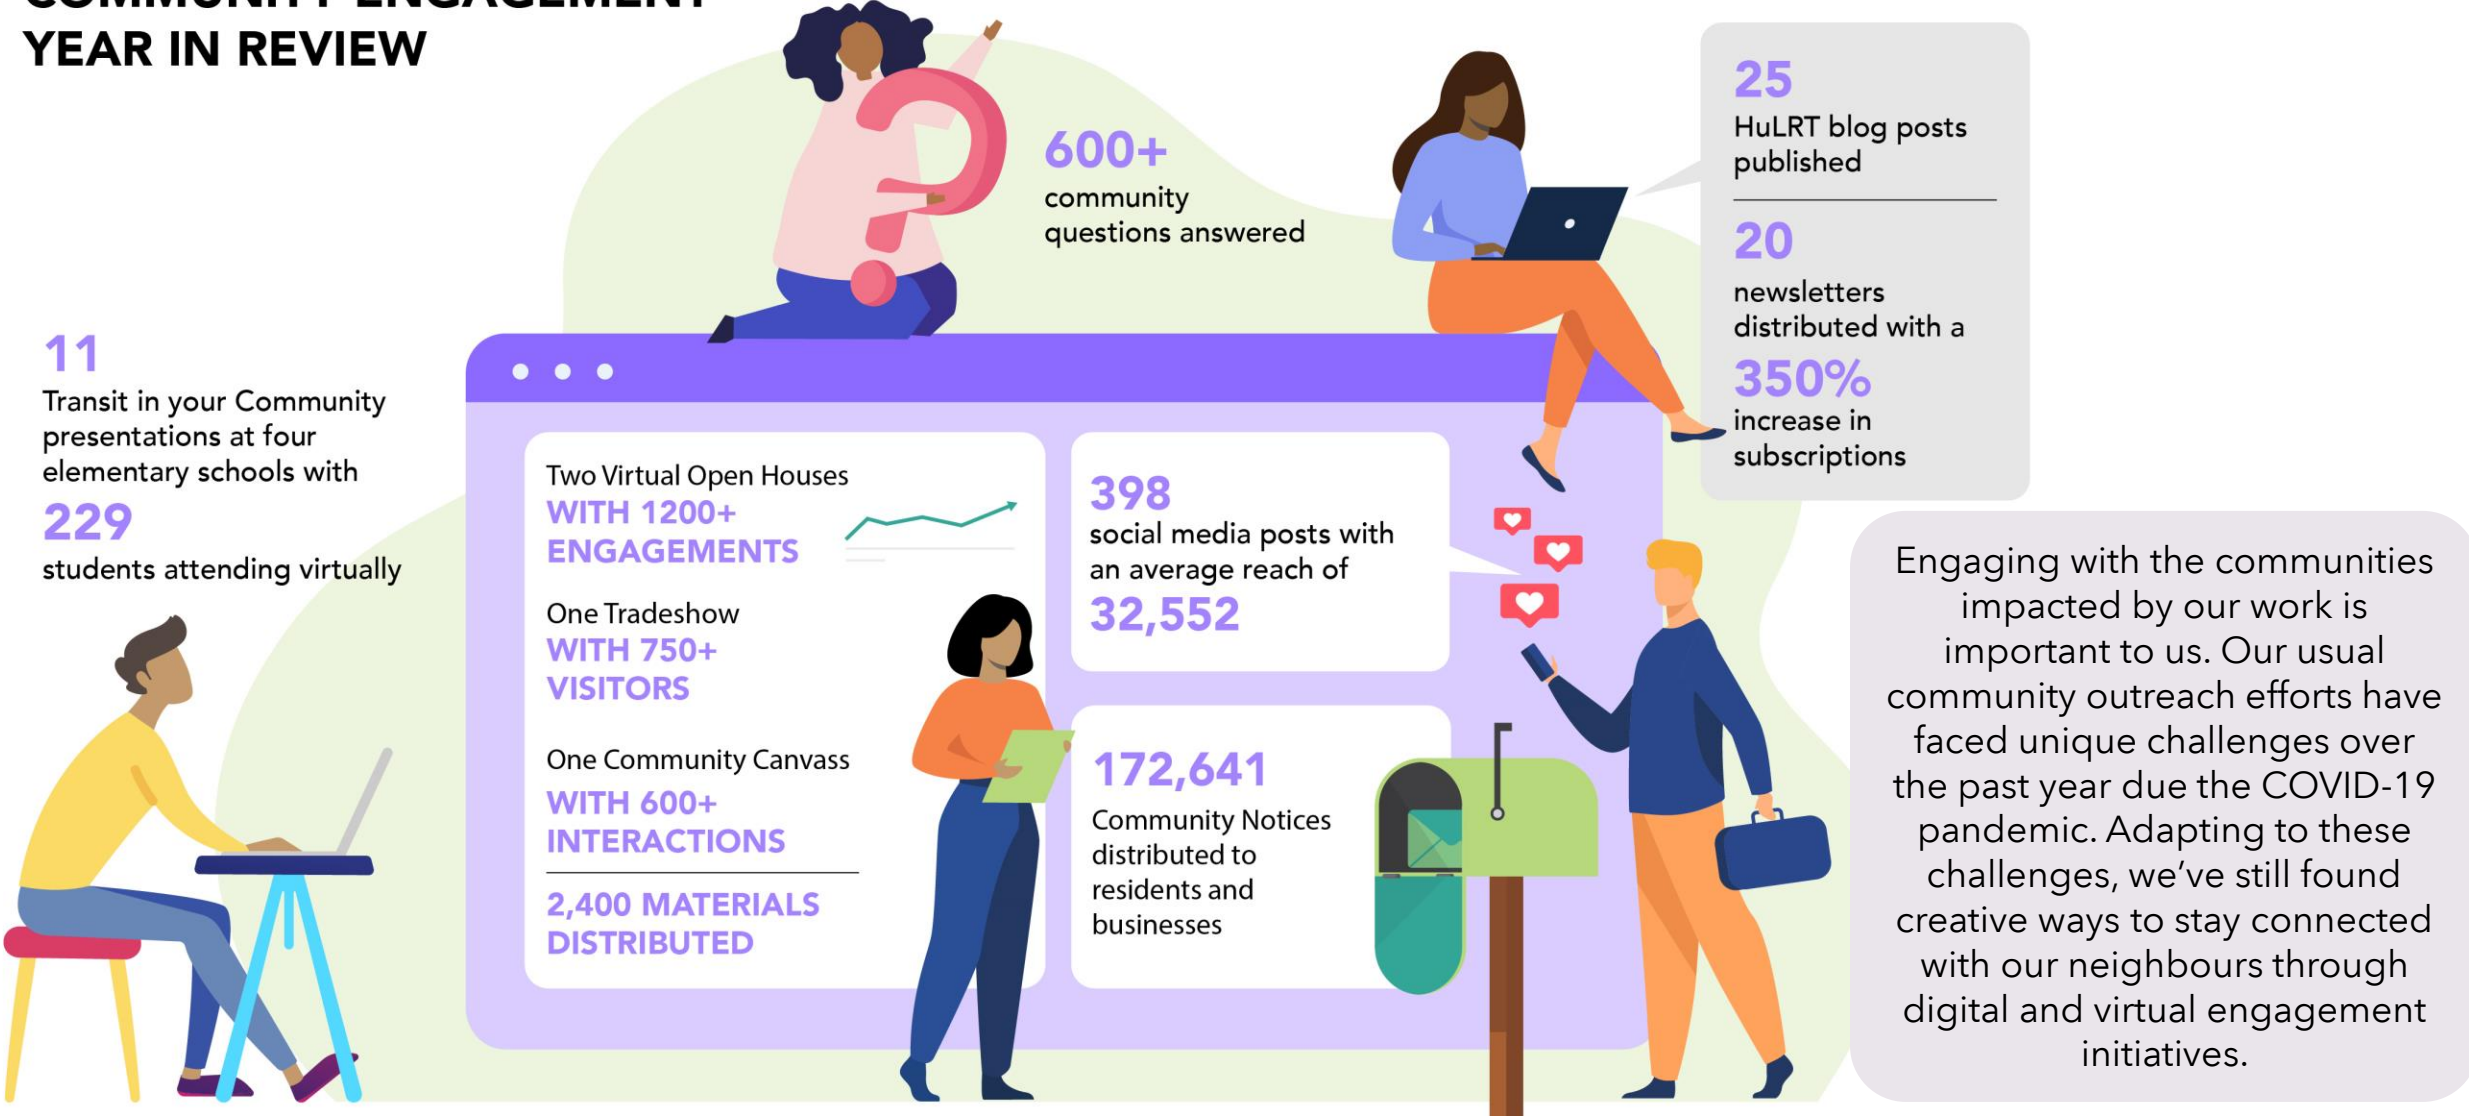 COMMUNITY ENGAGEMENT
YEAR IN REVIEW
600+
community
questions answered
25
HuLRT blog posts
published
20
newsletters
distributed with a
350%
increase in
subscriptions
11
Transit in your Community
presentations at four
elementary schools with
229
students attending virtually
Two Virtual Open Houses
WITH 1200+
ENGAGEMENTS
One Tradeshow
WITH 750+
VISITORS
One Community Canvass
WITH 600+
INTERACTIONS
2,400 MATERIALS
DISTRIBUTED
398
social media posts with
an average reach of
32,552
172,641
Community Notices
distributed to
residents and
businesses
Engaging with the communities
impacted by our work is
important to us. Our usual
community outreach efforts have
faced unique challenges over
the past year due the COVID-19
pandemic. Adapting to these
challenges, we’ve still found
creative ways to stay connected
with our neighbours through
digital and virtual engagement
initiatives.